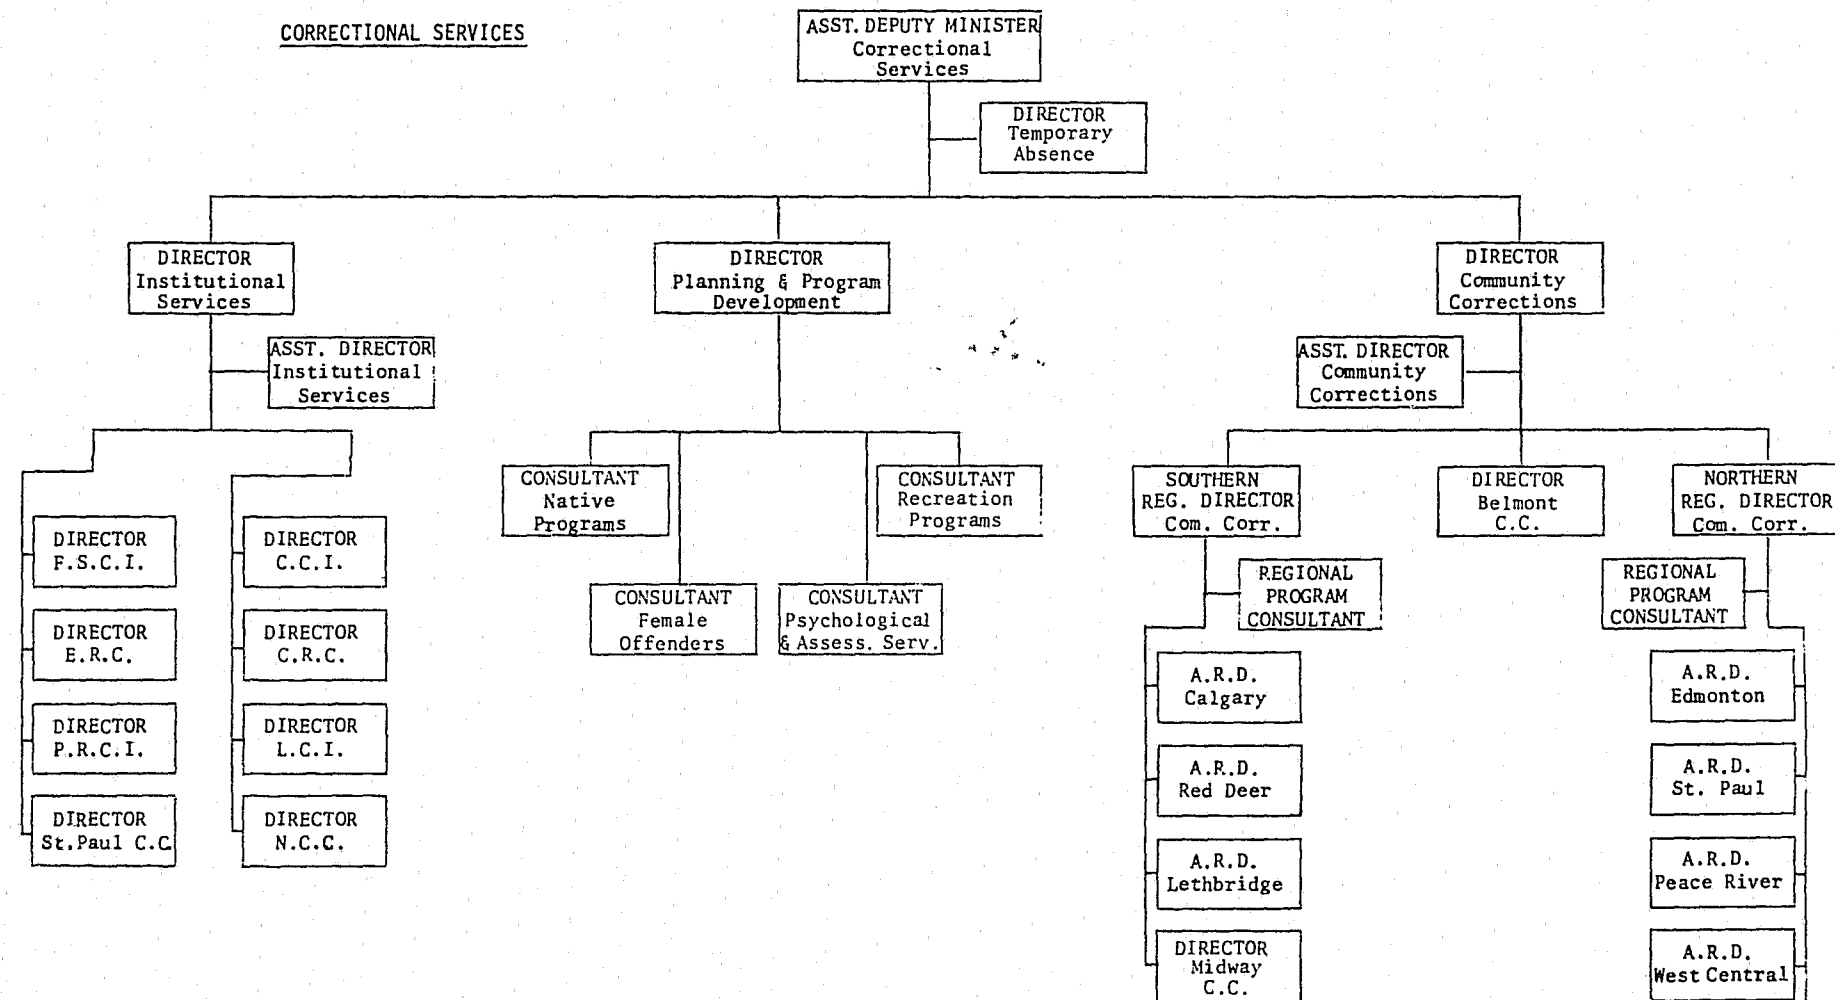 CORRECTIONAL SERVICES
ASST. DEPUTY MINISTER
Correctional
Services
DIRECTOR
Temporary
Absence
DIRECTOR
Institutional
Services
DIRECTOR
Planning & Program
Development
DIRECTOR
Community
Corrections
ASST. DIRECTOR
Institutional
Services
ASST. DIRECTOR
Community
Corrections
DIRECTOR
F.S.C.I.
DIRECTOR
E.R.C.
DIRECTOR
P.R.C.I.
DIRECTOR
St.Paul C.C.
DIRECTOR
C.C.I.
DIRECTOR
C.R.C.
DIRECTOR
L.C.I.
DIRECTOR
N.C.C.
CONSULTANT
Native
Programs
CONSULTANT
Female
Offenders
CONSULTANT
Psychological
& Assess. Serv.
CONSULTANT
Recreation
Programs
SOUTHERN
REG. DIRECTOR
Com. Corr.
DIRECTOR
Belmont
C.C.
NORTHERN
REG. DIRECTOR
Com. Corr.
REGIONAL
PROGRAM
CONSULTANT
REGIONAL
PROGRAM
CONSULTANT
A.R.D.
Calgary
A.R.D.
Red Deer
A.R.D.
Lethbridge
DIRECTOR
Midway
C.C.
A.R.D.
Edmonton
A.R.D.
St. Paul
A.R.D.
Peace River
A.R.D.
West Central